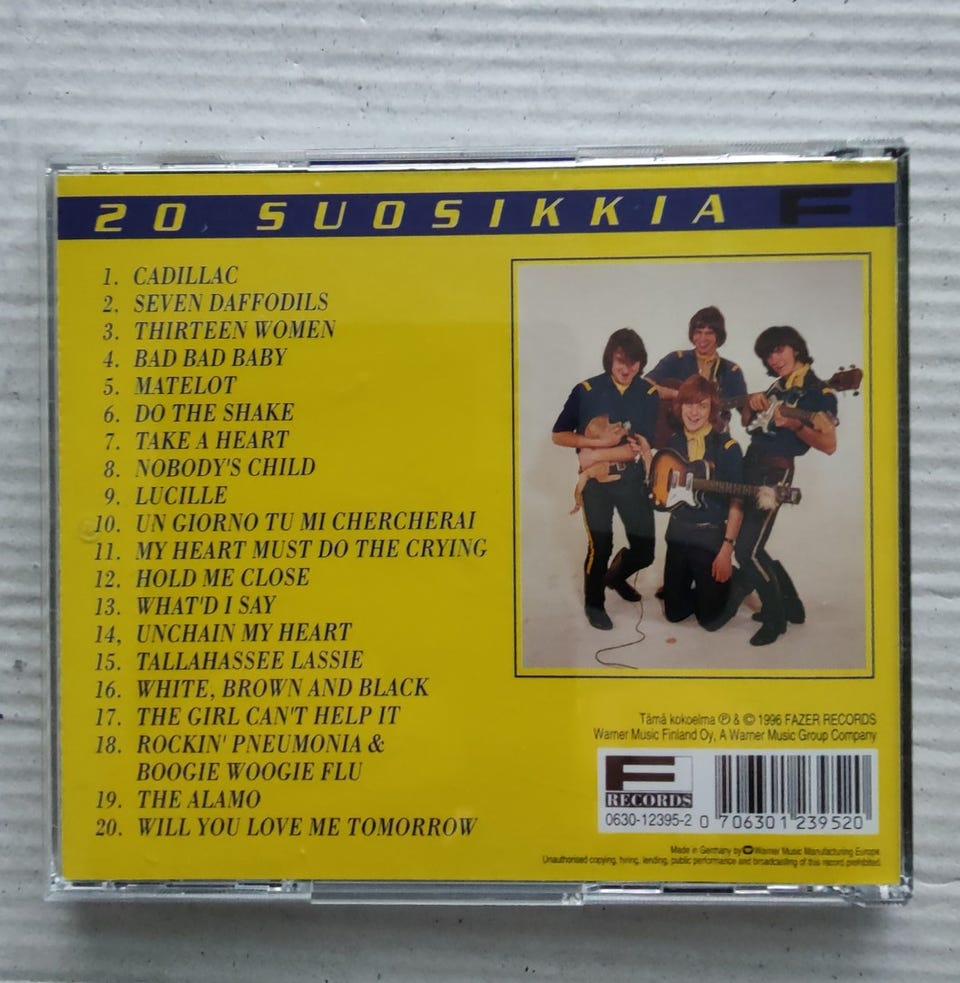 20 SUOSIKKIA F
1. CADILLAC
2. SEVEN DAFFODILS
3. THIRTEEN WOMEN
4. BAD BAD BABY
5. MATELOT
6. DO THE SHAKE
7. TAKE A HEART
8. NOBODY'S CHILD
9. LUCILLE
10. UN GIORNO TU MI CHERCHERAI
11. MY HEART MUST DO THE CRYING
12. HOLD ME CLOSE
13. WHAT'D I SAY
14, UNCHAIN MY HEART
15. TALLAHASSEE LASSIE
16. WHITE, BROWN AND BLACK
17. THE GIRL CAN'T HELP IT
18. ROCKIN' PNEUMONIA &
BOOGIE WOOGIE FLU
19. THE ALAMO
20. WILL YOU LOVE ME TOMORROW
Tämä kokoelma ℗ & © 1996 FAZER RECORDS
Warner Music Finland Oy, A Warner Music Group Company
F
RECORDS
0630-12395-2 0 706301 239520
Made in Germany by Warner Music Manufacturing Europe
Unauthorised copying, hiring, lending, public performance and broadcasting of this record prohibited.